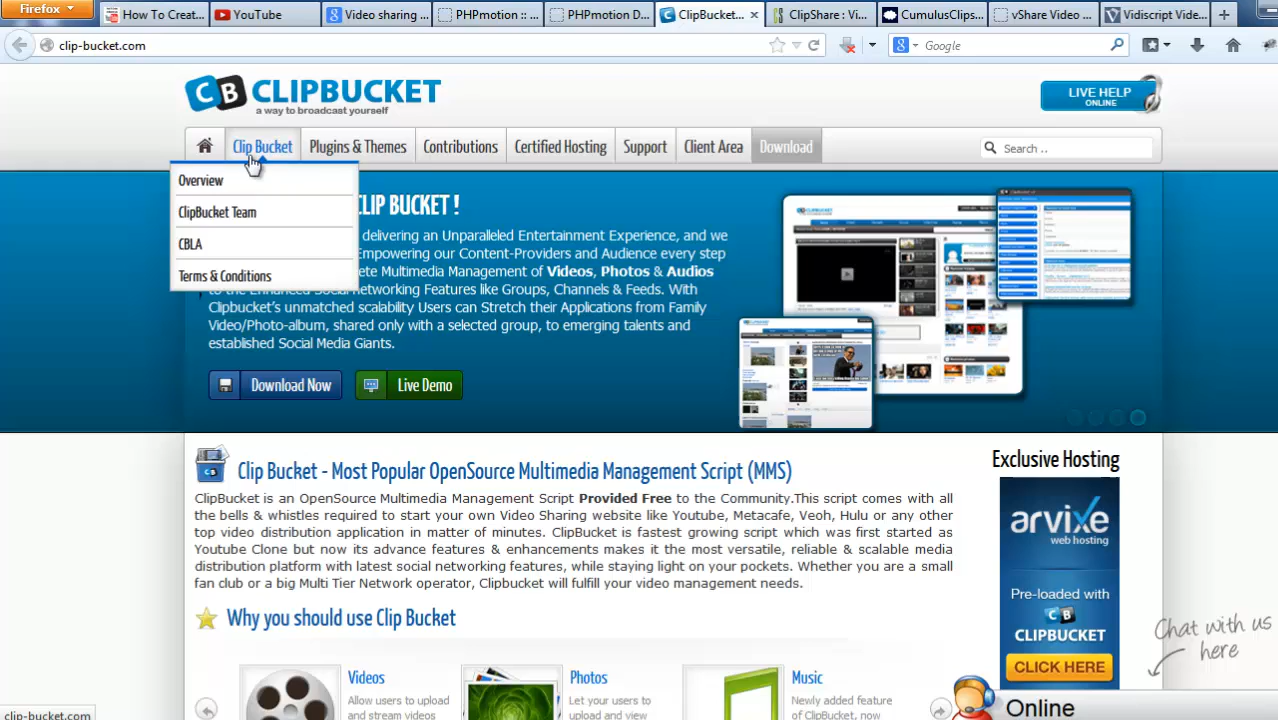 Firefox
How To Creat...
YouTube
Video sharing ...
PHPmotion :: ...
PHPmotion D...
ClipBucket...
ClipShare : Vi...
CumulusClips...
vShare Video ...
Vidiscript Vide...
clip-bucket.com
Google
CB CLIPBUCKET
a way to broadcast yourself
LIVE HELP
ONLINE
Clip Bucket
Plugins & Themes
Contributions
Certified Hosting
Support
Client Area
Download
Search ..
Overview
ClipBucket Team
CBLA
Terms & Conditions
CLIP BUCKET !
delivering an Unparalleled Entertainment Experience, and we
Empowering our Content-Providers and Audience every step
ete Multimedia Management of Videos, Photos & Audios
to the Enhanced Social networking Features like Groups, Channels & Feeds. With
Clipbucket's unmatched scalability Users can Stretch their Applications from Family
Video/Photo-album, shared only with a selected group, to emerging talents and
established Social Media Giants.
Download Now
Live Demo
Clip Bucket - Most Popular OpenSource Multimedia Management Script (MMS)
ClipBucket is an OpenSource Multimedia Management Script Provided Free to the Community.This script comes with all
the bells & whistles required to start your own Video Sharing website like Youtube, Metacafe, Veoh, Hulu or any other
top video distribution application in matter of minutes. ClipBucket is fastest growing script which was first started as
Youtube Clone but now its advance features & enhancements makes it the most versatile, reliable & scalable media
distribution platform with latest social networking features, while staying light on your pockets. Whether you are a small
fan club or a big Multi Tier Network operator, Clipbucket will fulfill your video management needs.
Exclusive Hosting
arvixe
web hosting
Pre-loaded with
CB
CLIPBUCKET
CLICK HERE
Why you should use Clip Bucket
Videos
Allow users to upload
and stream videos
Photos
Let your users to
upload and view
Music
Newly added feature
of ClipBucket, now
Chat with us
here
Online
clip-bucket.com